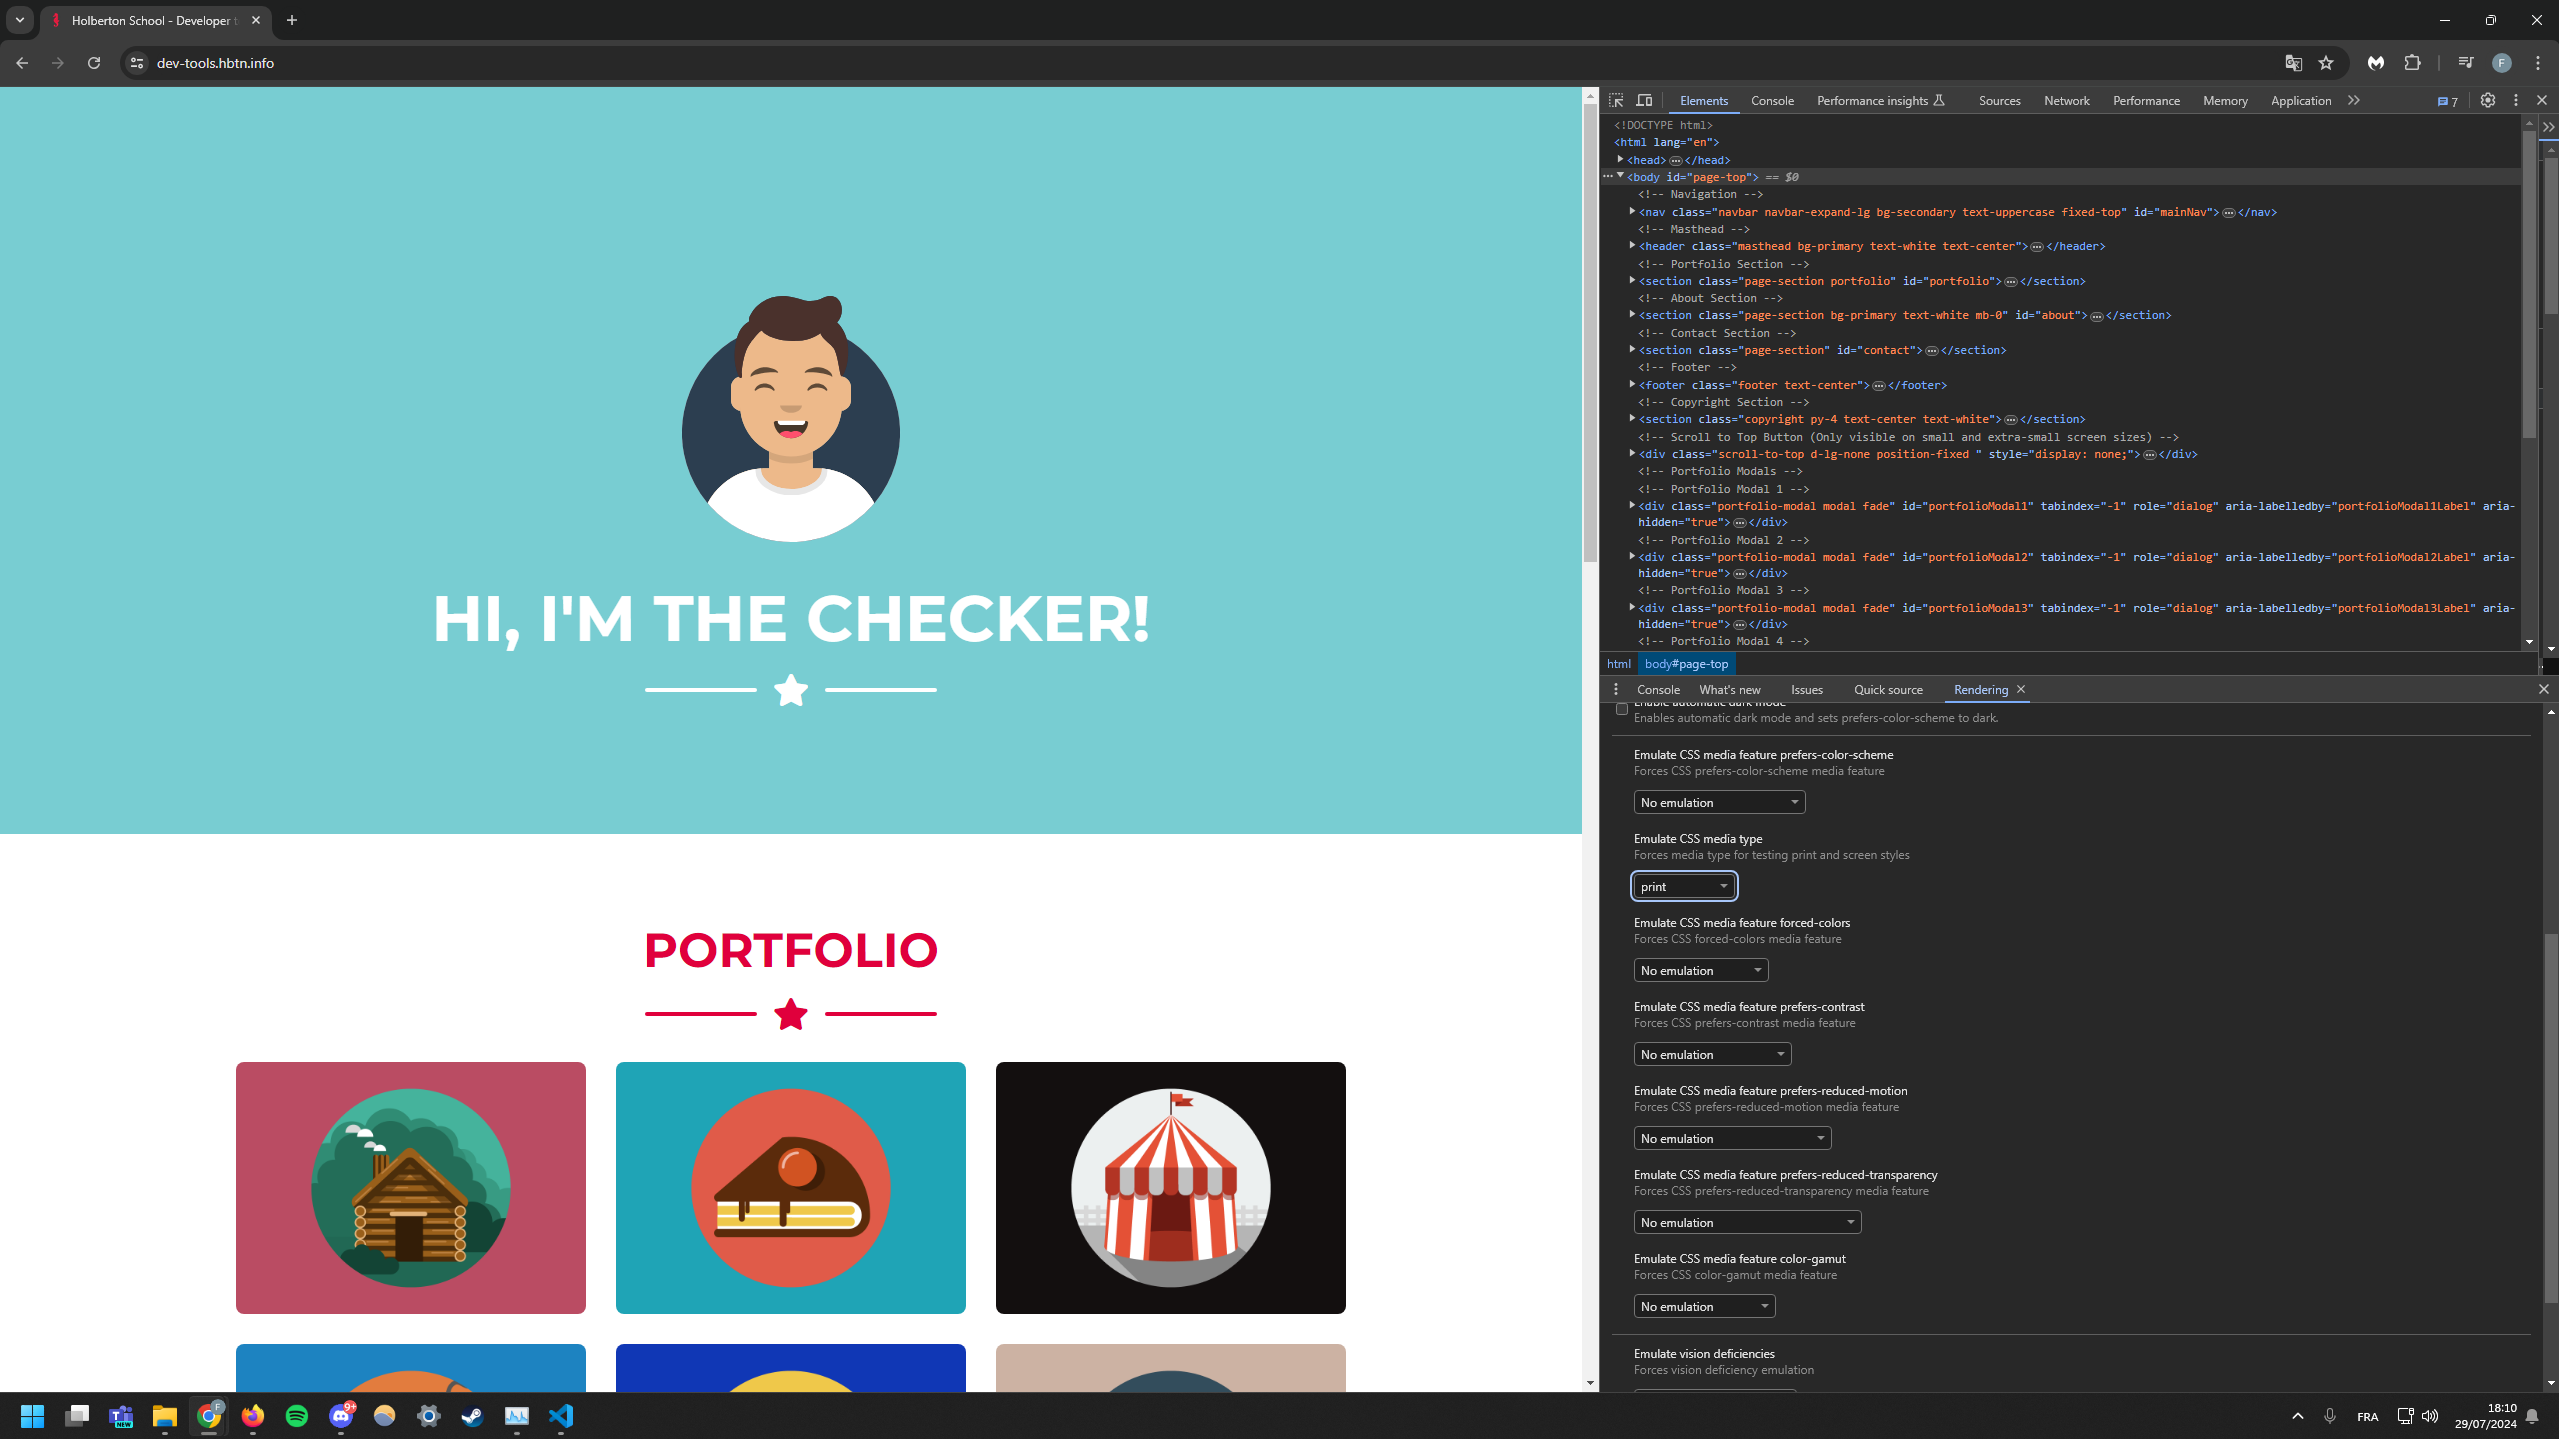 Holberton School - Developer t
dev-tools.hbtn.info
F
HI, I'M THE CHECKER!
PORTFOLIO
Elements Console Performance insights Sources Network Performance Memory Application 7
<!DOCTYPE html>
<html lang="en">
<head> </head>
<body id="page-top"> == $0
<!-- Navigation -->
<nav class="navbar navbar-expand-lg bg-secondary text-uppercase fixed-top" id="mainNav"> </nav>
<!-- Masthead -->
<header class="masthead bg-primary text-white text-center"> </header>
<!-- Portfolio Section -->
<section class="page-section portfolio" id="portfolio"> </section>
<!-- About Section -->
<section class="page-section bg-primary text-white mb-0" id="about"> </section>
<!-- Contact Section -->
<section class="page-section" id="contact"> </section>
<!-- Footer -->
<footer class="footer text-center"> </footer>
<!-- Copyright Section -->
<section class="copyright py-4 text-center text-white"> </section>
<!-- Scroll to Top Button (Only visible on small and extra-small screen sizes) -->
<div class="scroll-to-top d-lg-none position-fixed " style="display: none;"> </div>
<!-- Portfolio Modals -->
<!-- Portfolio Modal 1 -->
<div class="portfolio-modal modal fade" id="portfolioModal1" tabindex="-1" role="dialog" aria-labelledby="portfolioModal1Label" aria-
hidden="true"> </div>
<!-- Portfolio Modal 2 -->
<div class="portfolio-modal modal fade" id="portfolioModal2" tabindex="-1" role="dialog" aria-labelledby="portfolioModal2Label" aria-
hidden="true"> </div>
<!-- Portfolio Modal 3 -->
<div class="portfolio-modal modal fade" id="portfolioModal3" tabindex="-1" role="dialog" aria-labelledby="portfolioModal3Label" aria-
hidden="true"> </div>
<!-- Portfolio Modal 4 -->
html body#page-top
Console What's new Issues Quick source Rendering
Enable automatic dark mode
Enables automatic dark mode and sets prefers-color-scheme to dark.
Emulate CSS media feature prefers-color-scheme
Forces CSS prefers-color-scheme media feature
No emulation
Emulate CSS media type
Forces media type for testing print and screen styles
print
Emulate CSS media feature forced-colors
Forces CSS forced-colors media feature
No emulation
Emulate CSS media feature prefers-contrast
Forces CSS prefers-contrast media feature
No emulation
Emulate CSS media feature prefers-reduced-motion
Forces CSS prefers-reduced-motion media feature
No emulation
Emulate CSS media feature prefers-reduced-transparency
Forces CSS prefers-reduced-transparency media feature
No emulation
Emulate CSS media feature color-gamut
Forces CSS color-gamut media feature
No emulation
Emulate vision deficiencies
Forces vision deficiency emulation
T NEW F 9+
FRA
18:10
29/07/2024